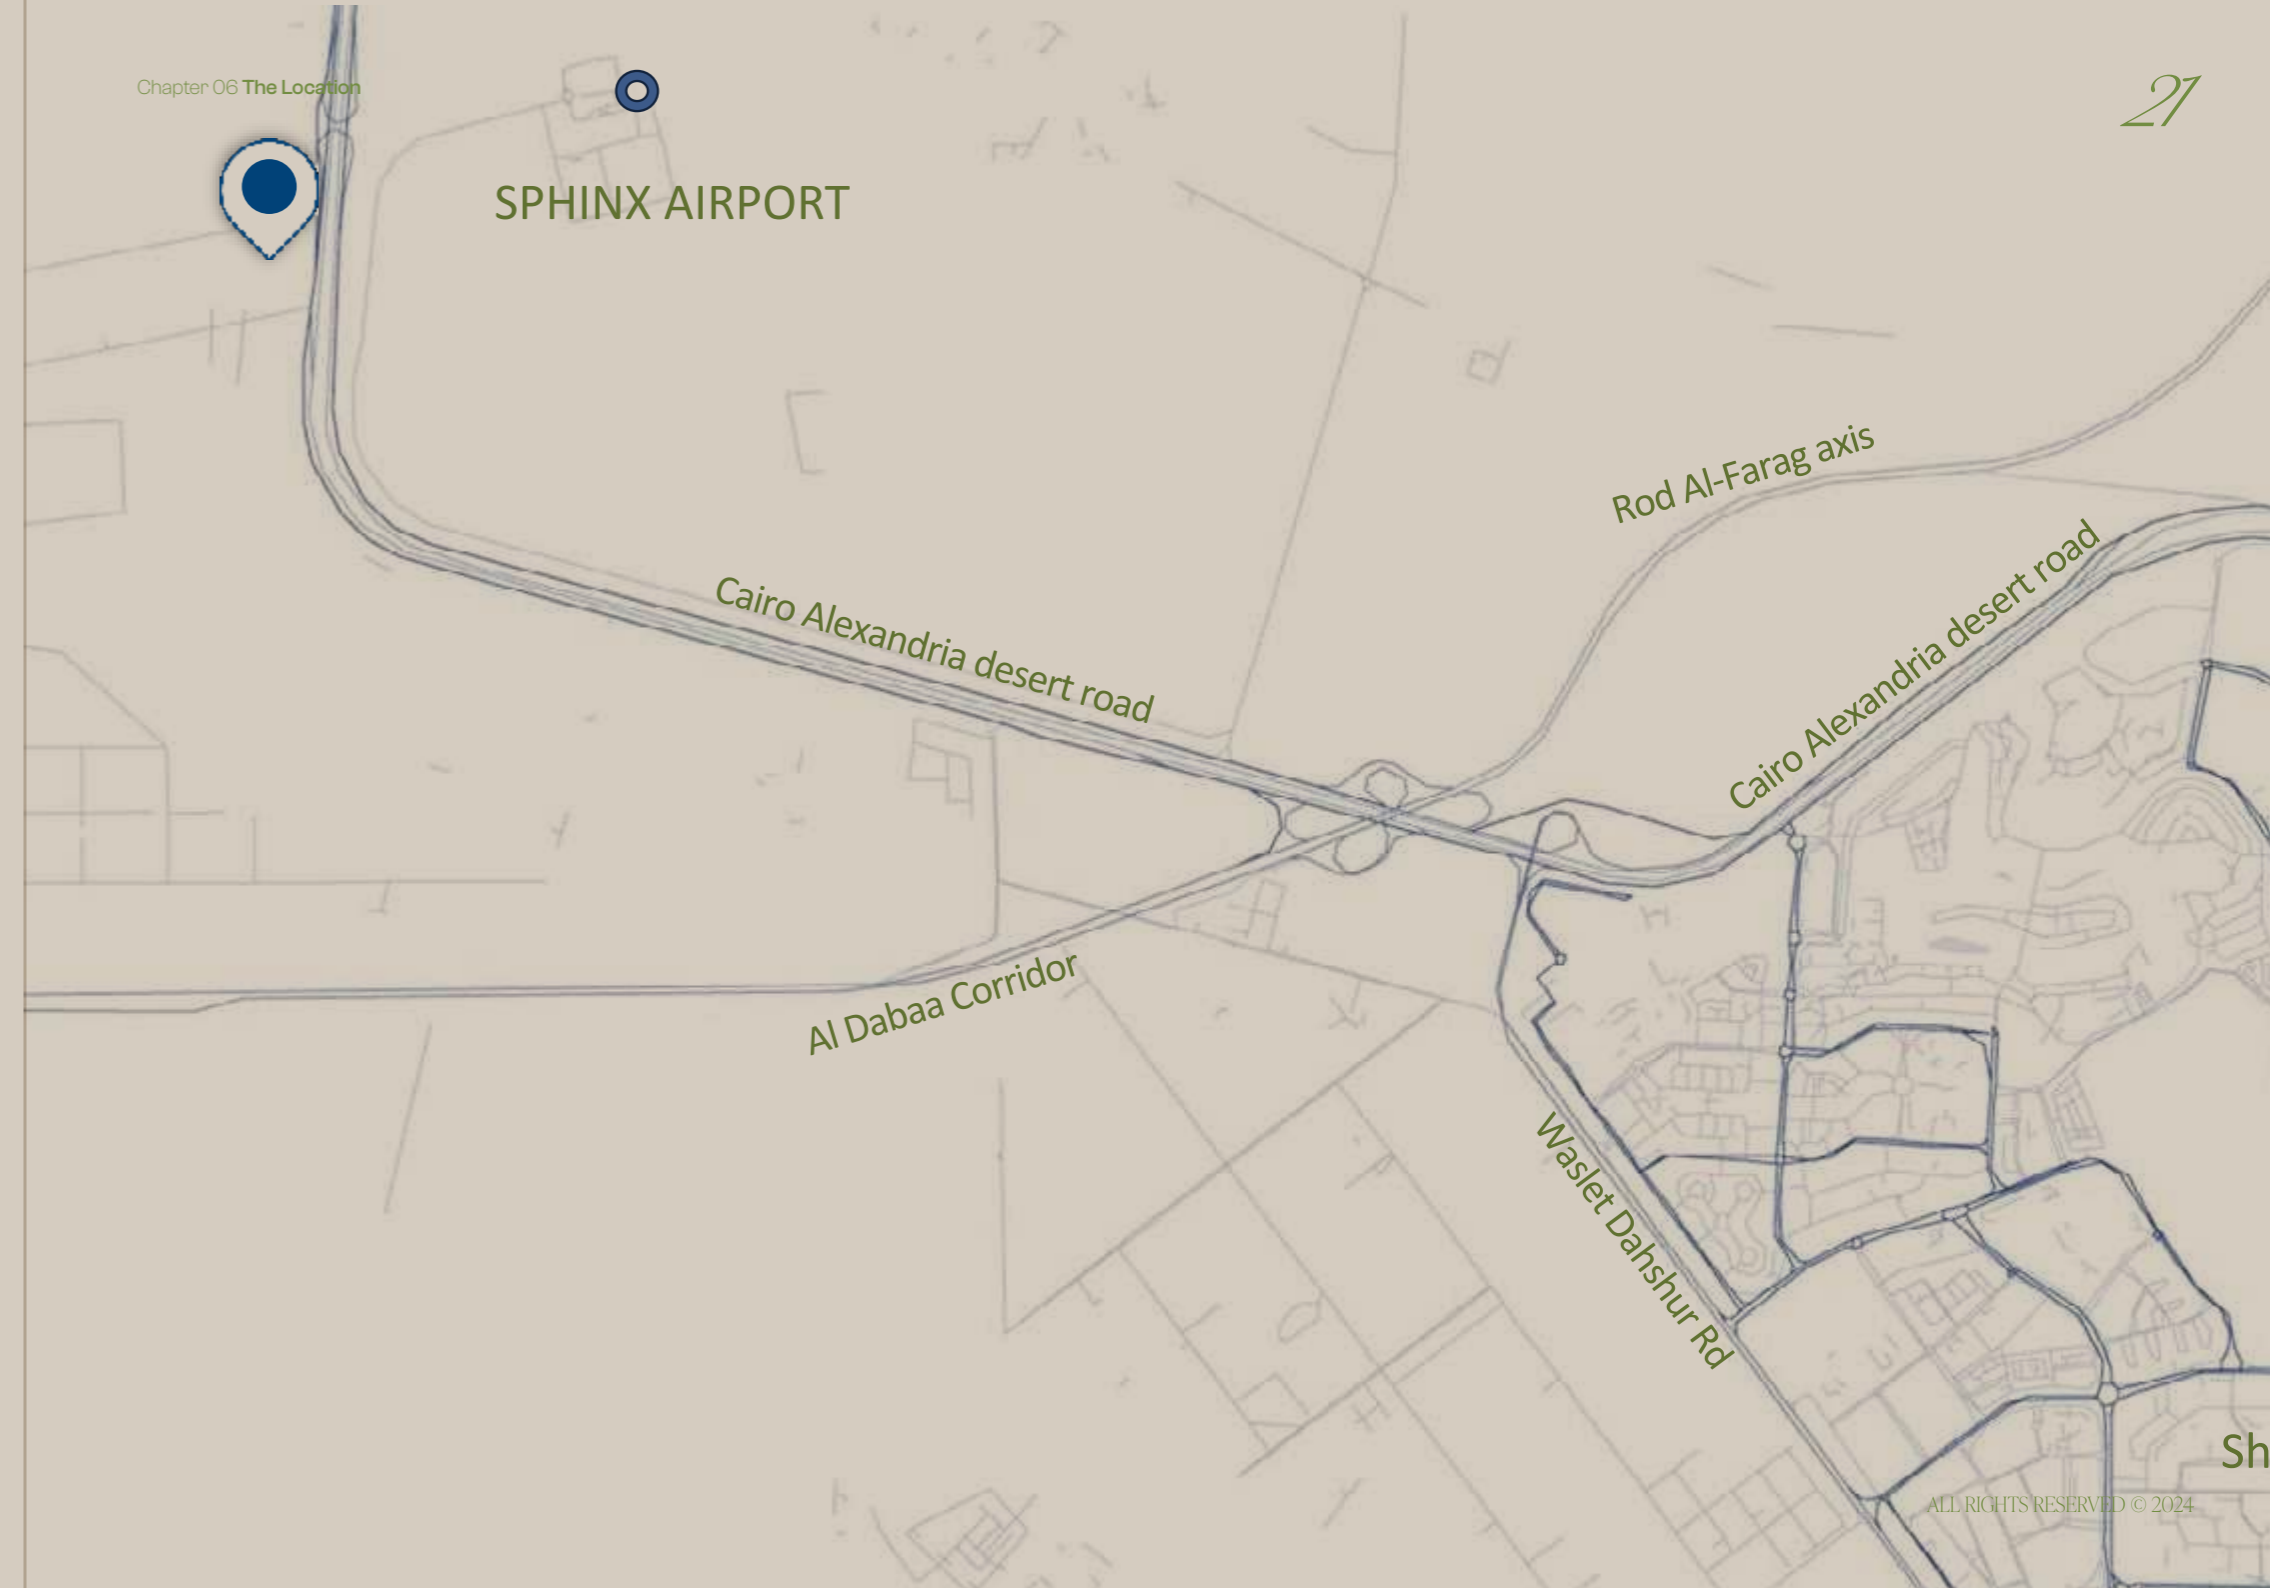 Chapter 06 The Location
21
SPHINX AIRPORT
Rod Al-Farag axis
Cairo Alexandria desert road
Cairo Alexandria desert road
Al Dabaa Corridor
Waslet Dahshur Rd
Sh
ALL RIGHTS RESERVED © 2024